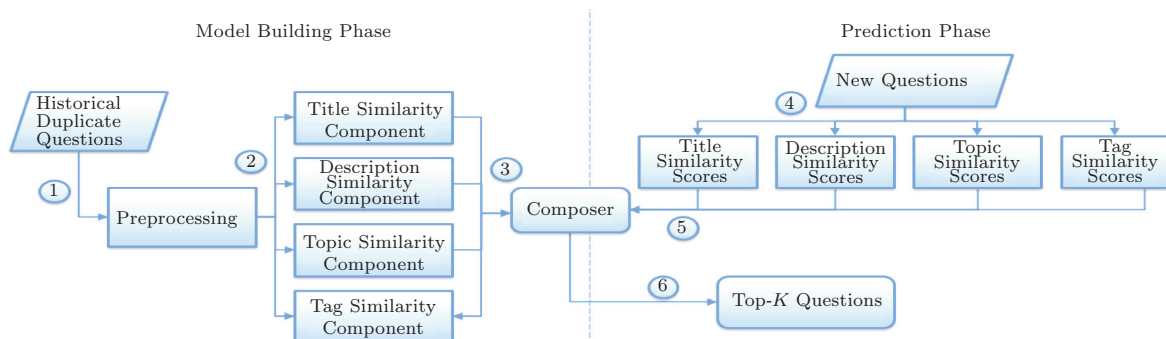 Model Building Phase
Historical
Duplicate
Questions
1
Preprocessing
2
Title Similarity
Component
Description
Similarity
Component
Topic Similarity
Component
Tag Similarity
Component
3
Composer
Prediction Phase
New Questions
4
Title
Similarity
Scores
Description
Similarity
Scores
Topic
Similarity
Scores
Tag
Similarity
Scores
5
6
Top-K Questions